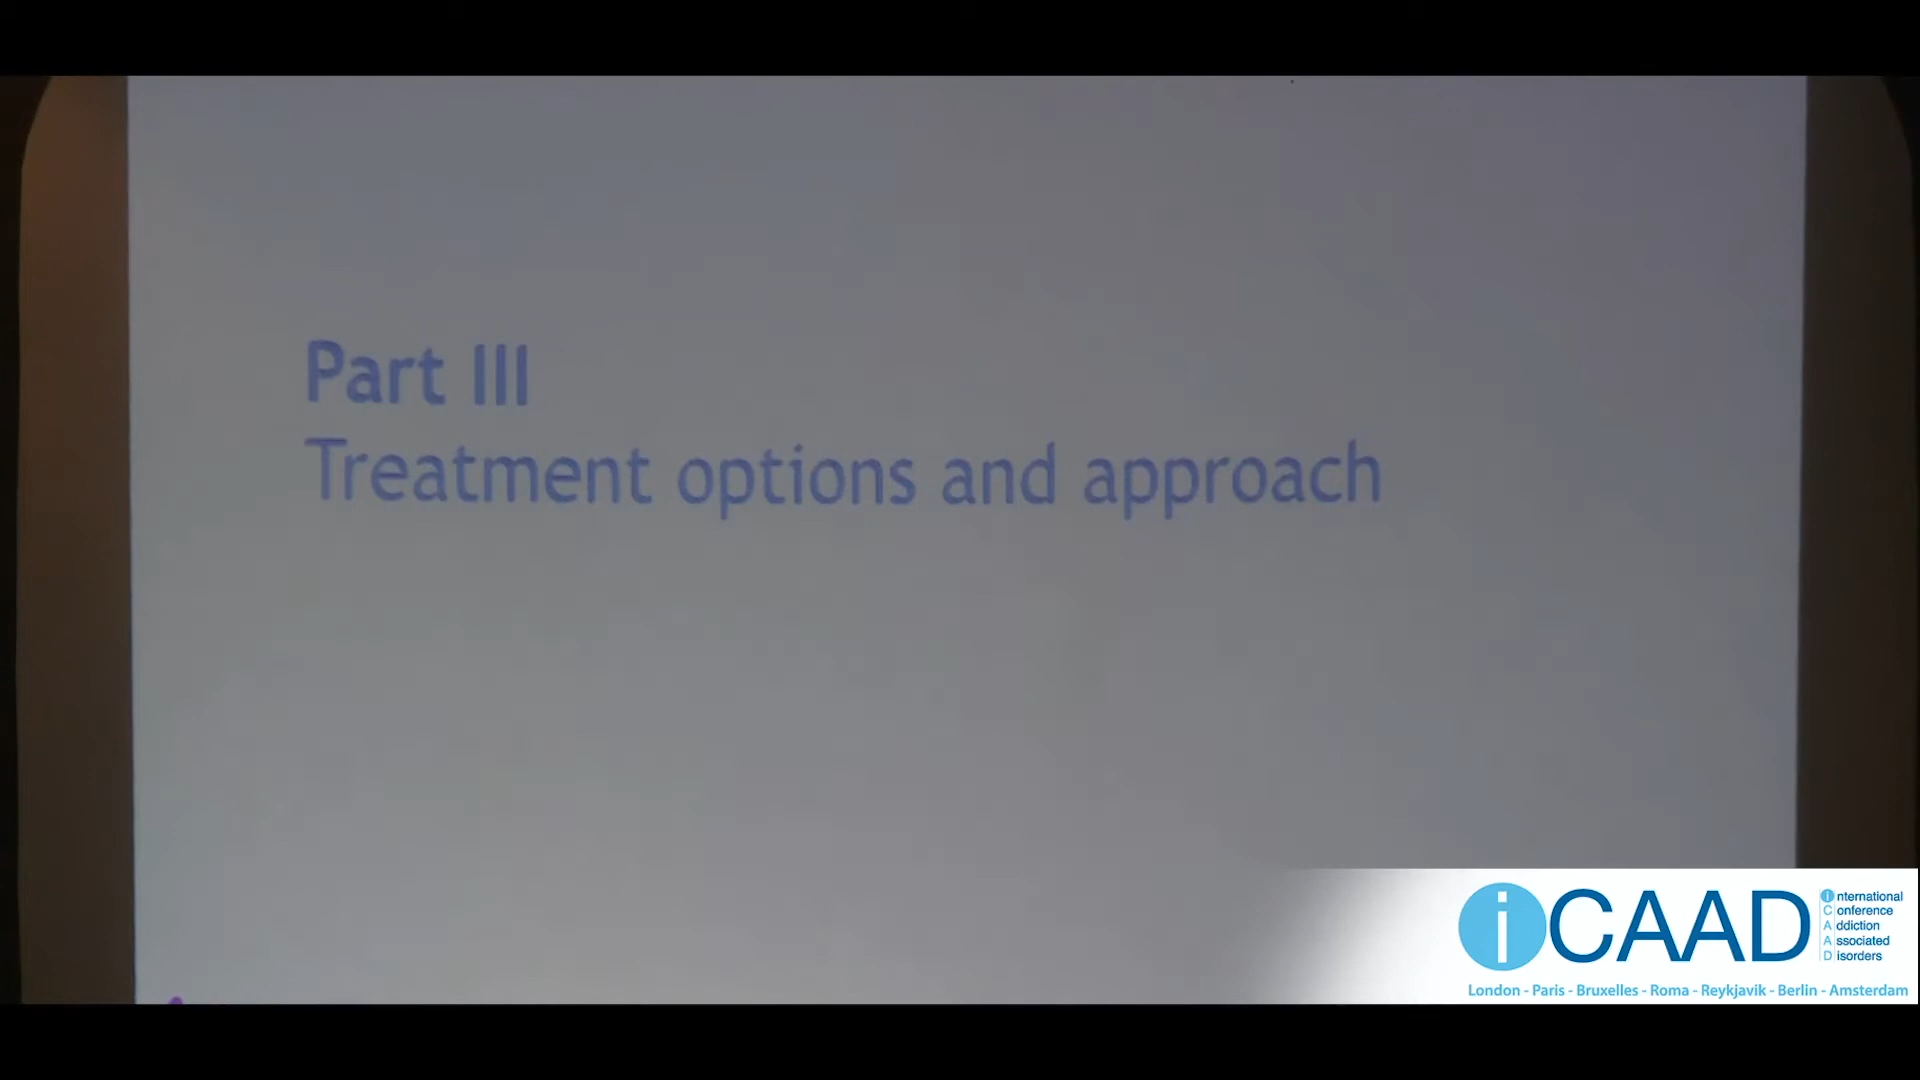 Part III
Treatment options and approach
iCAAD
international
Conference
Addiction
Associated
Disorders
London - Paris - Bruxelles - Roma - Reykjavik - Berlin - Amsterdam